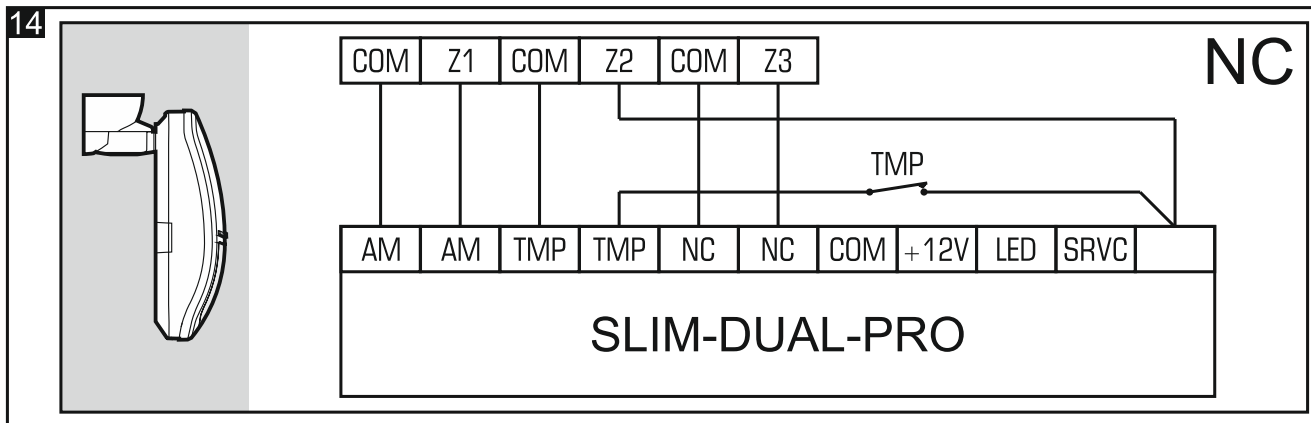 14
NC
COM Z1 COM Z2 COM Z3
TMP
AM AM TMP TMP NC NC COM +12V LED SRVC
SLIM-DUAL-PRO